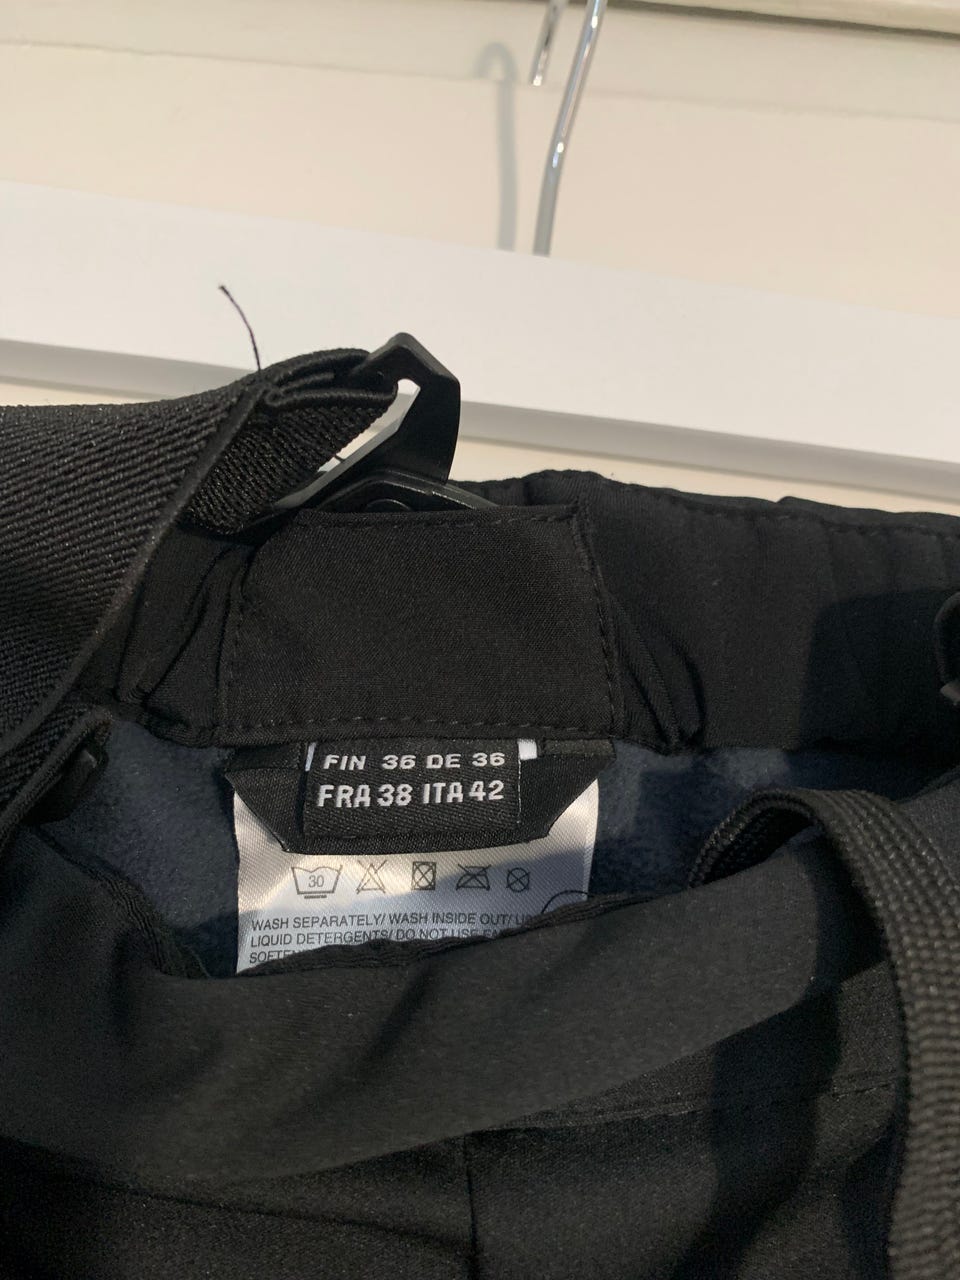 FIN 36 DE 36
FRA 38 ITA 42
30
WASH SEPARATELY/ WASH INSIDE OUT/
LIQUID DETERGENTS/ DO NOT USE